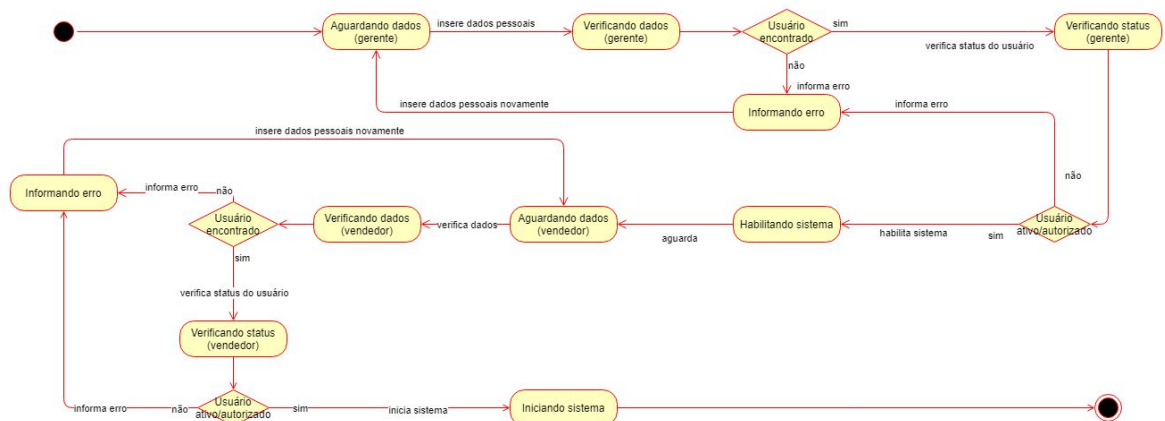 Aguardando dados
(gerente)
insere dados pessoais
Verificando dados
(gerente)
Usuário
encontrado
sim
verifica status do usuário
Verificando status
(gerente)
não
informa erro
Informando erro
insere dados pessoais novamente
informa erro
não
Usuário
ativo/autorizado
sim
habilita sistema
Habilitando sistema
aguarda
Aguardando dados
(vendedor)
verifica dados
Verificando dados
(vendedor)
Usuário
encontrado
não
informa erro
Informando erro
insere dados pessoais novamente
sim
verifica status do usuário
Verificando status
(vendedor)
Usuário
ativo/autorizado
não
informa erro
sim
inicia sistema
Iniciando sistema